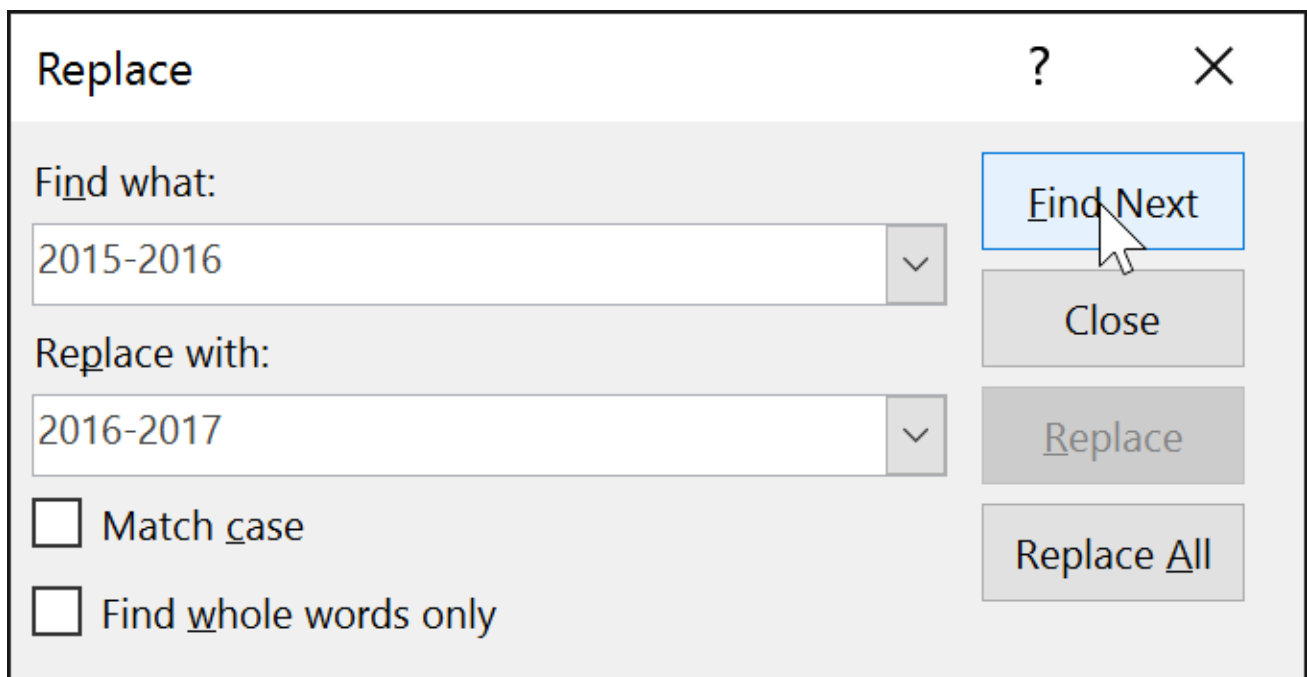 Replace
?
Find what:
Find Next
2015-2016
Close
Replace with:
2016-2017
Replace
Match case
Replace All
Find whole words only